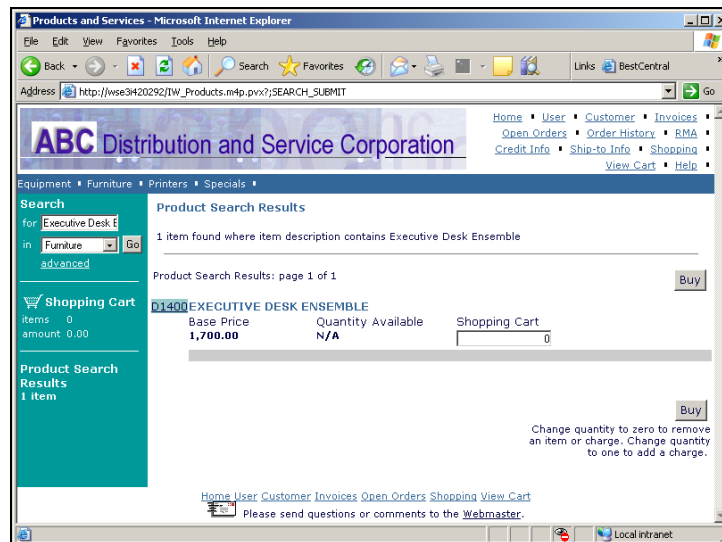 Products and Services - Microsoft Internet Explorer
File Edit View Favorites Tools Help
Back Search Favorites Links BestCentral
Address http://wse3i420292/IW_Products.m4p.pvx?;SEARCH_SUBMIT Go
ABC Distribution and Service Corporation
Home User Customer Invoices
Open Orders Order History RMA
Credit Info Ship-to Info Shopping
View Cart Help
Equipment Furniture Printers Specials
Search
for Executive Desk E
in Furniture Go
advanced
Shopping Cart
items 0
amount 0.00
Product Search
Results
1 item
Product Search Results
1 item found where item description contains Executive Desk Ensemble
Product Search Results: page 1 of 1
Buy
D1400 EXECUTIVE DESK ENSEMBLE
Base Price Quantity Available Shopping Cart
1,700.00 N/A 0
Buy
Change quantity to zero to remove
an item or charge. Change quantity
to one to add a charge.
Home User Customer Invoices Open Orders Shopping View Cart
Please send questions or comments to the Webmaster.
Local intranet